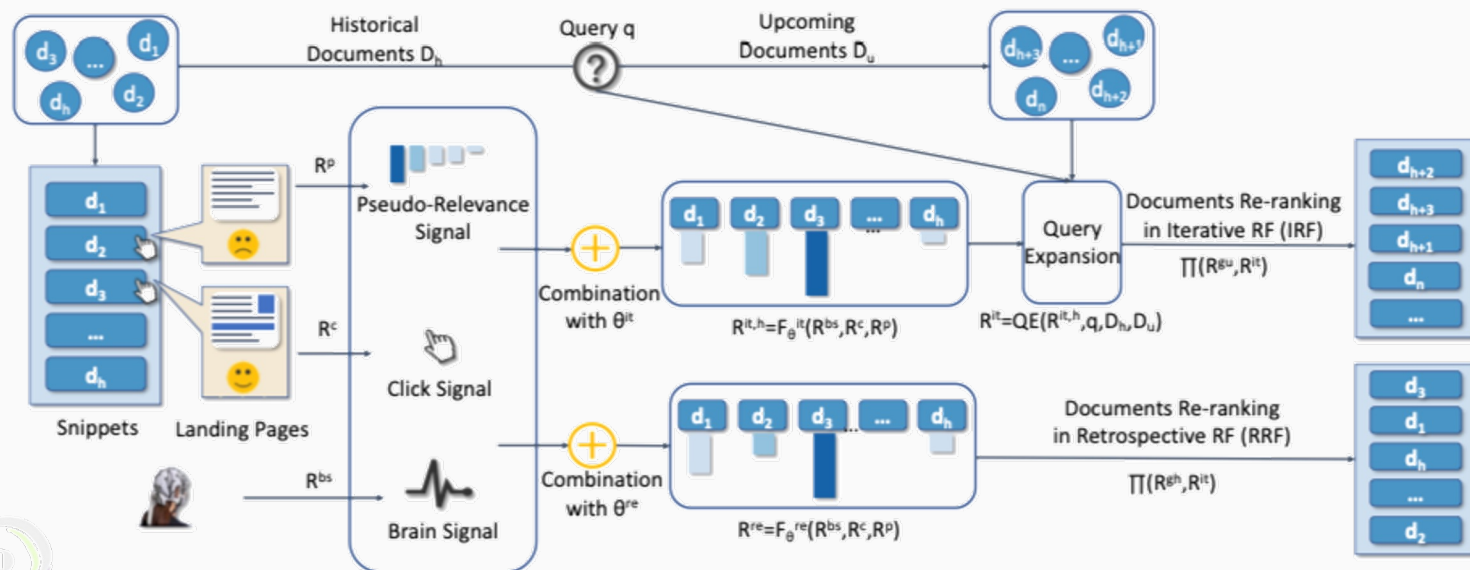 Historical
Documents Dₕ
Query q
?
Upcoming
Documents Dᵤ
d₃
...
d₁
dₕ
d₂
dₕ₊₃
...
dₕ₊₁
dₙ
dₕ₊₂
d₁
d₂
d₃
...
dₕ
Snippets
Landing Pages
Rᵖ
Rᶜ
Rᵇˢ
Pseudo-Relevance
Signal
Click Signal
Brain Signal
Combination
with θⁱᵗ
d₁
d₂
d₃
...
dₕ
Rⁱᵗ·ʰ=Fθⁱᵗ(Rᵇˢ,Rᶜ,Rᵖ)
Query
Expansion
Rⁱᵗ=QE(Rⁱᵗ·ʰ,q,Dₕ,Dᵤ)
Documents Re-ranking
in Iterative RF (IRF)
∏(Rᵍᵘ,Rⁱᵗ)
dₕ₊₂
dₕ₊₃
dₕ₊₁
dₙ
...
Combination
with θʳᵉ
d₁
d₂
d₃
...
...
dₕ
Rʳᵉ=Fθʳᵉ(Rᵇˢ,Rᶜ,Rᵖ)
Documents Re-ranking
in Retrospective RF (RRF)
∏(Rᵍʰ,Rⁱᵗ)
d₃
d₁
dₕ
...
d₂